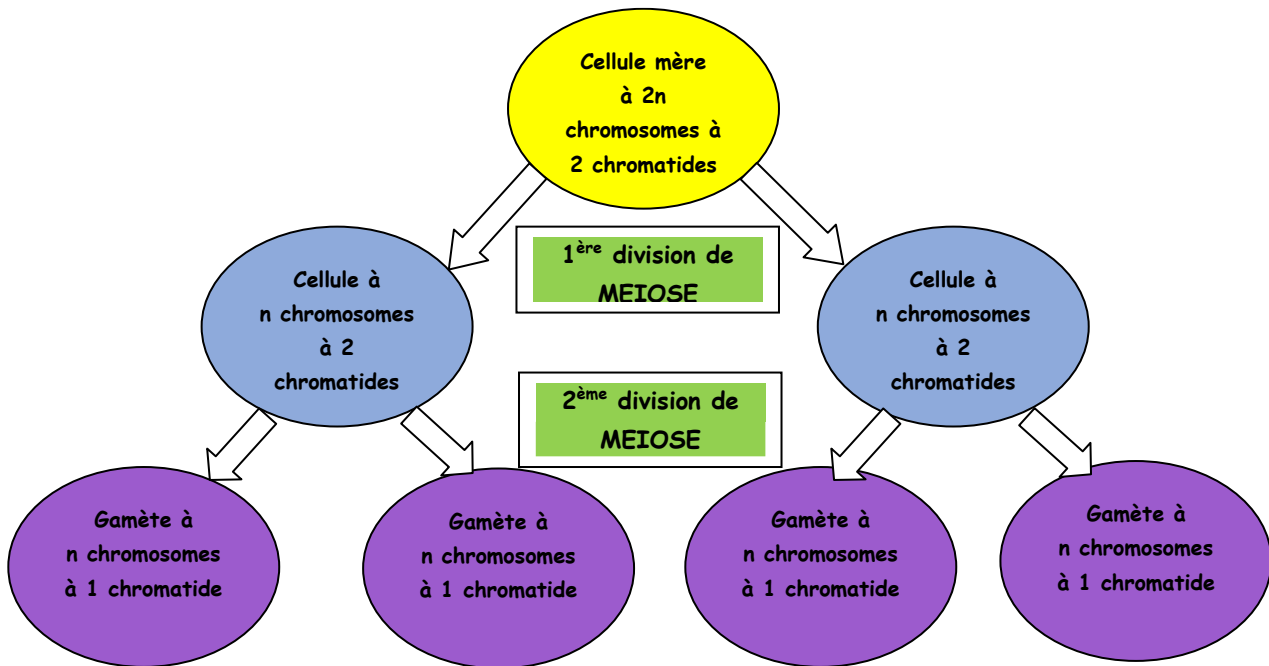 Cellule mère
à 2n
chromosomes à
2 chromatides
1ère division de
MEIOSE
Cellule à
n chromosomes
à 2
chromatides
Cellule à
n chromosomes
à 2
chromatides
2ème division de
MEIOSE
Gamète à
n chromosomes
à 1 chromatide
Gamète à
n chromosomes
à 1 chromatide
Gamète à
n chromosomes
à 1 chromatide
Gamète à
n chromosomes
à 1 chromatide